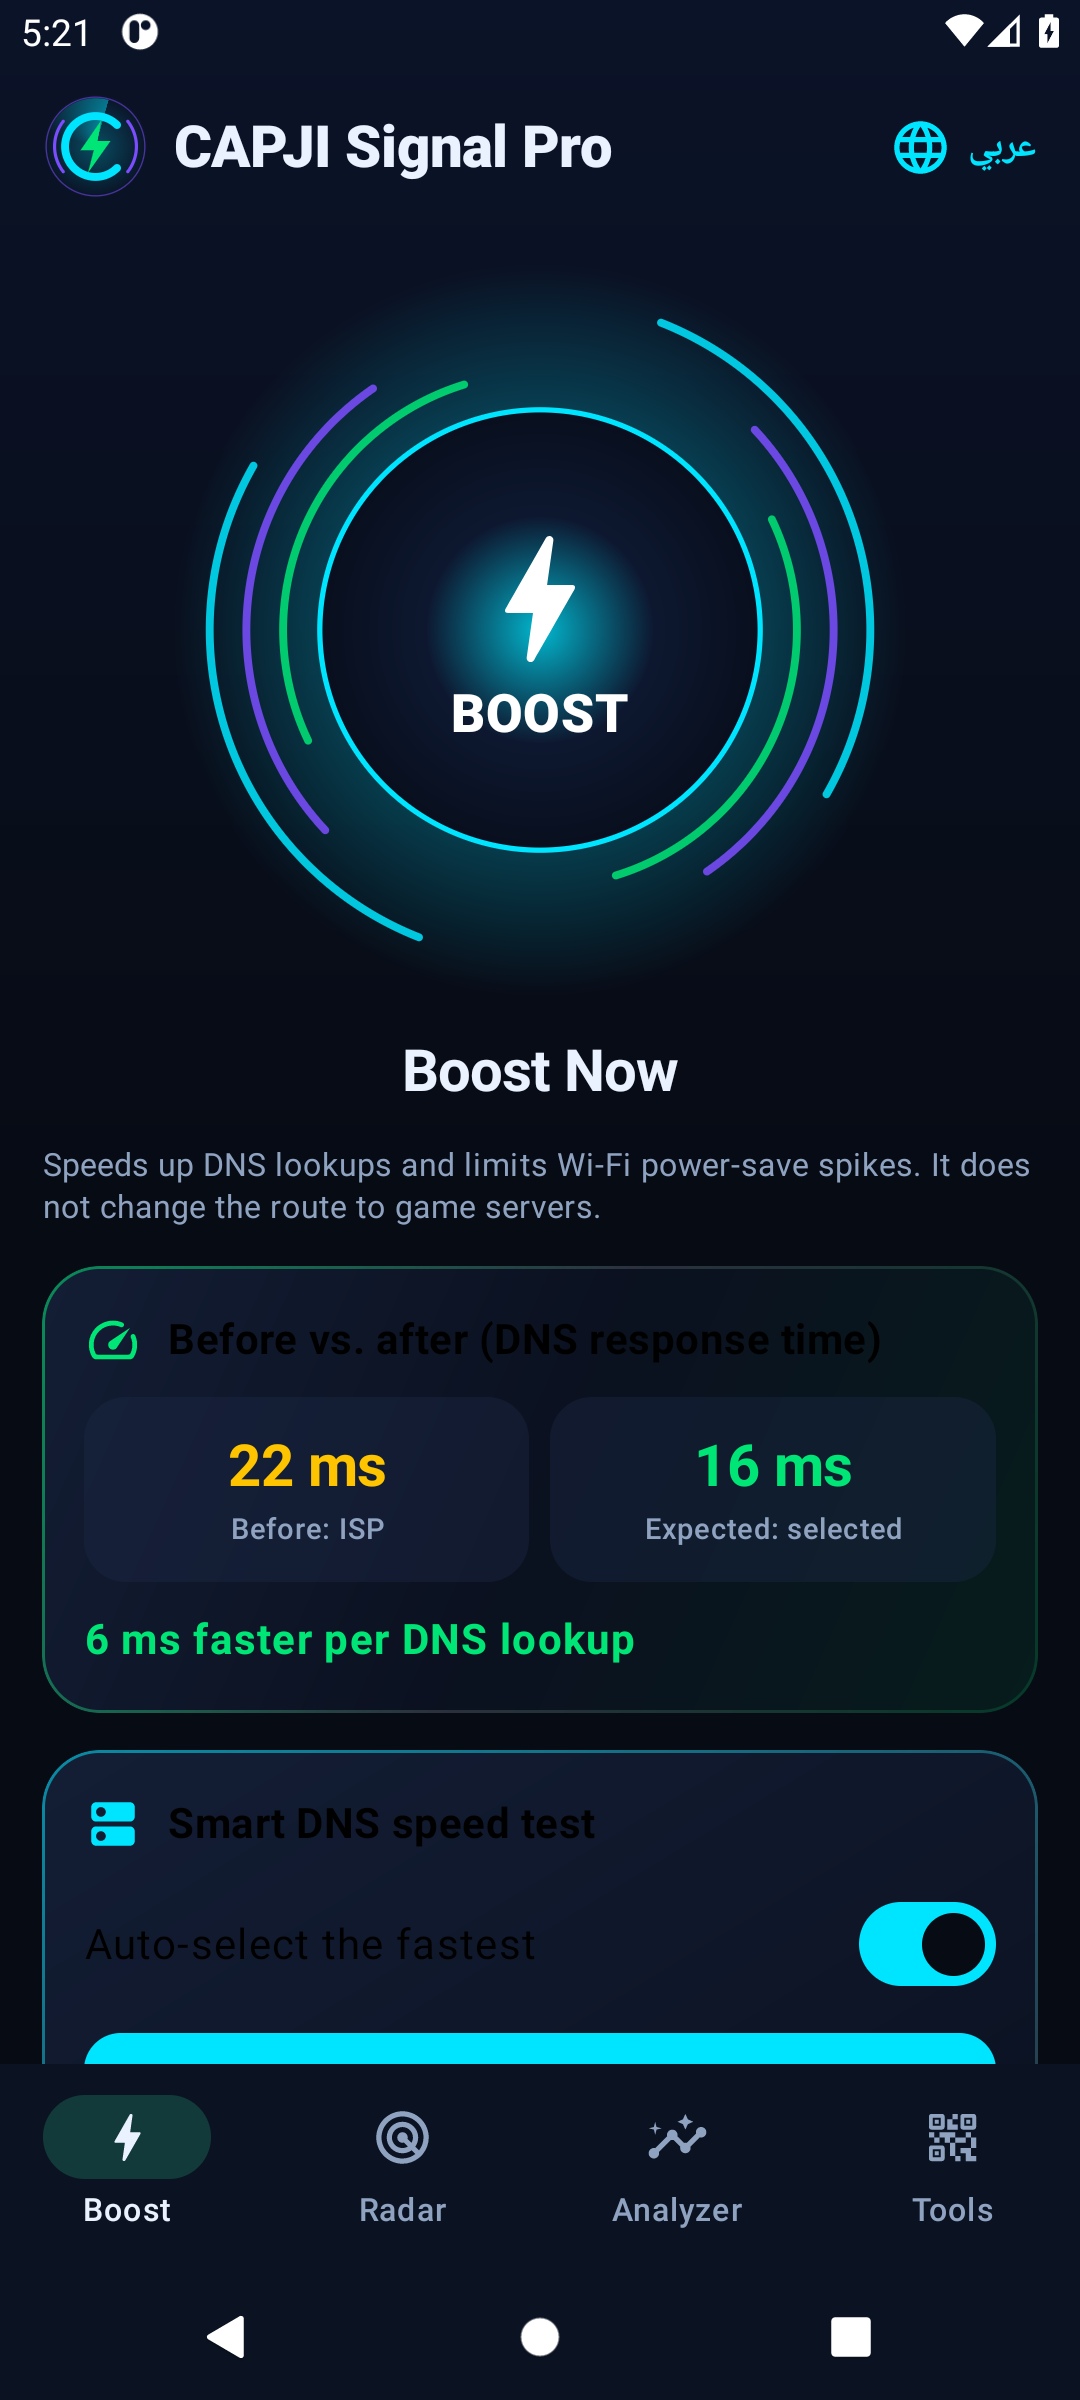 5:21
CAPJI Signal Pro
عربي
BOOST
Boost Now
Speeds up DNS lookups and limits Wi-Fi power-save spikes. It does
not change the route to game servers.
Before vs. after (DNS response time)
22 ms
16 ms
Before: ISP
Expected: selected
6 ms faster per DNS lookup
Smart DNS speed test
Auto-select the fastest
Boost
Radar
Analyzer
Tools